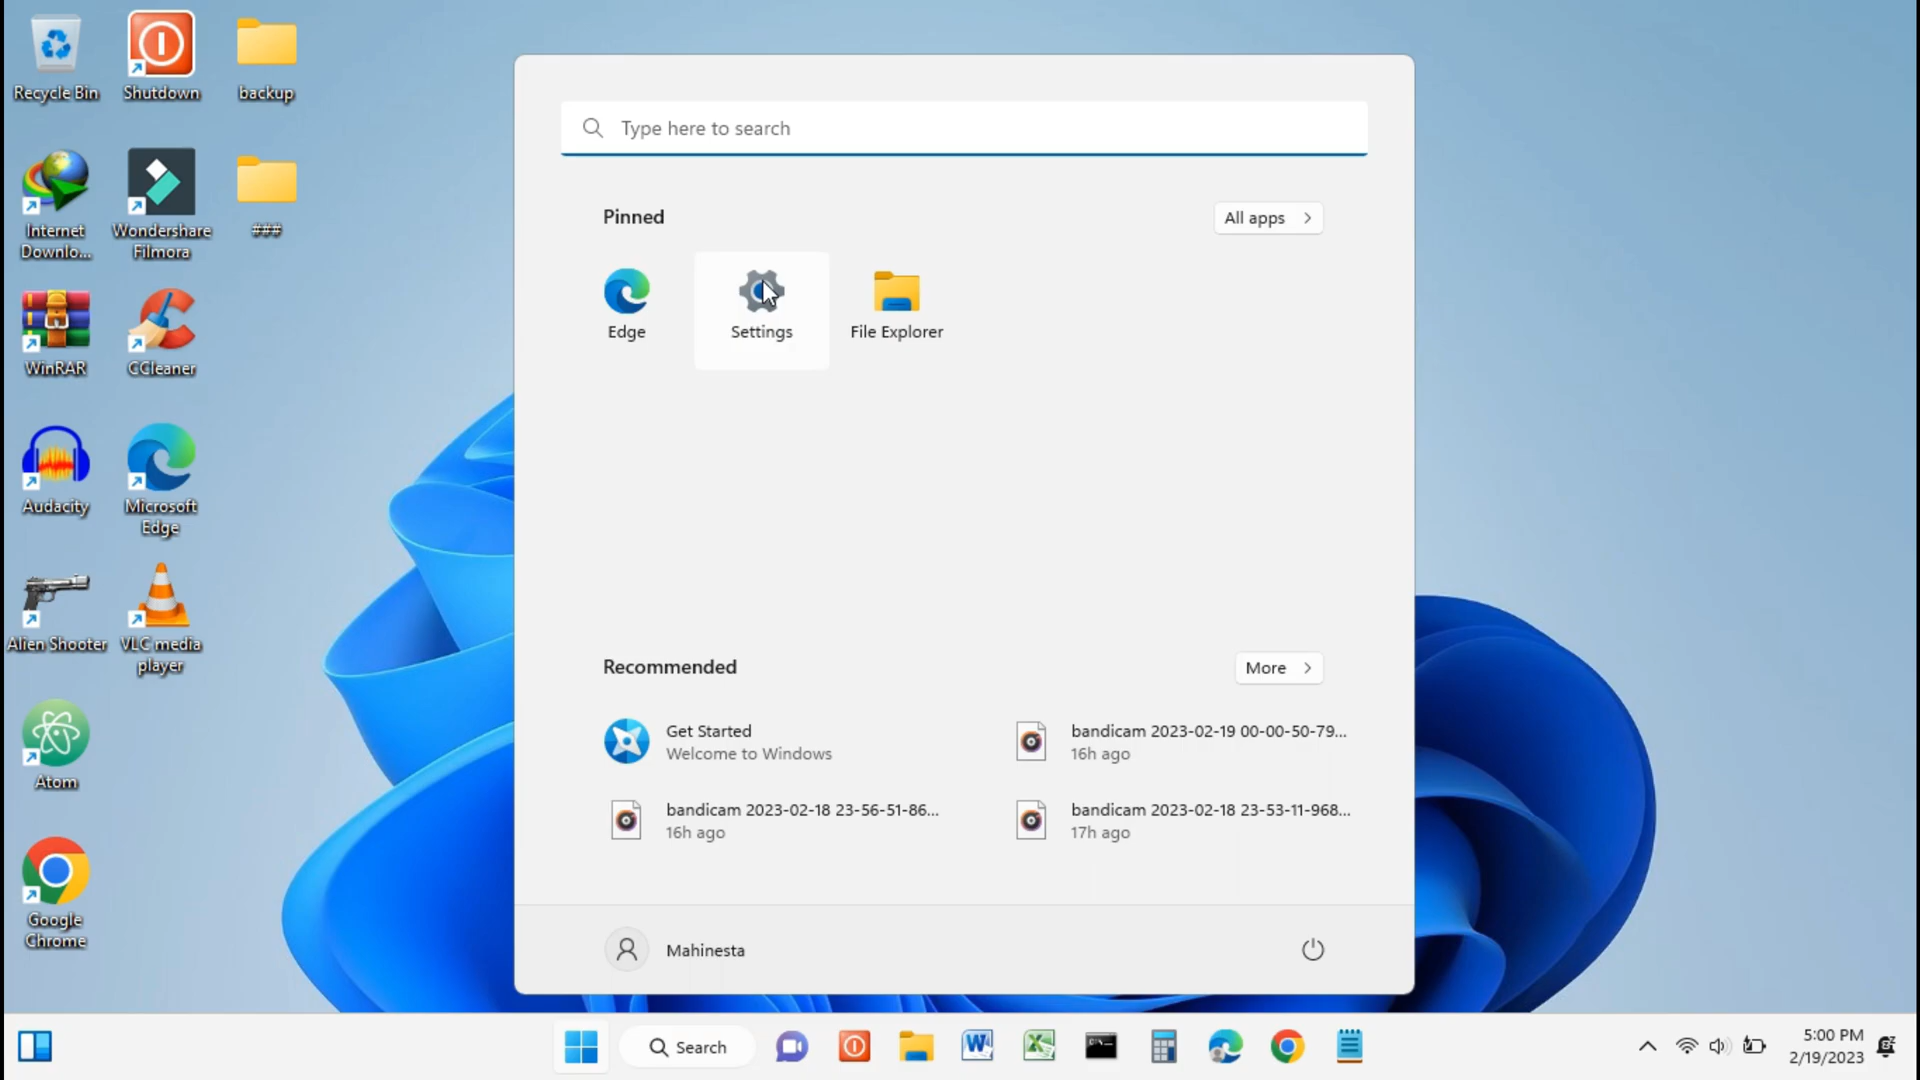 Recycle Bin
Shutdown
backup
Internet
Downlo...
Wondershare
Filmora
###
WinRAR
CCleaner
Audacity
Microsoft
Edge
Alien Shooter
VLC media
player
Atom
Google
Chrome
Type here to search
Pinned
All apps
Edge
Settings
File Explorer
Recommended
More
Get Started
Welcome to Windows
bandicam 2023-02-19 00-00-50-79...
16h ago
bandicam 2023-02-18 23-56-51-86...
16h ago
bandicam 2023-02-18 23-53-11-968...
17h ago
Mahinesta
Search
5:00 PM
2/19/2023